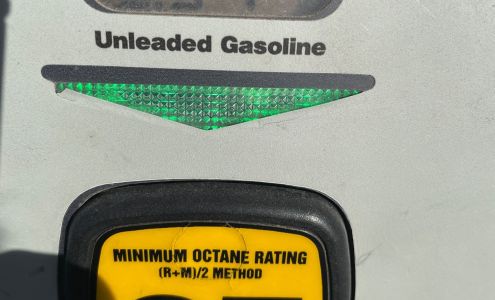 Unleaded Gasoline
MINIMUM OCTANE RATING
(R+M)/2 METHOD